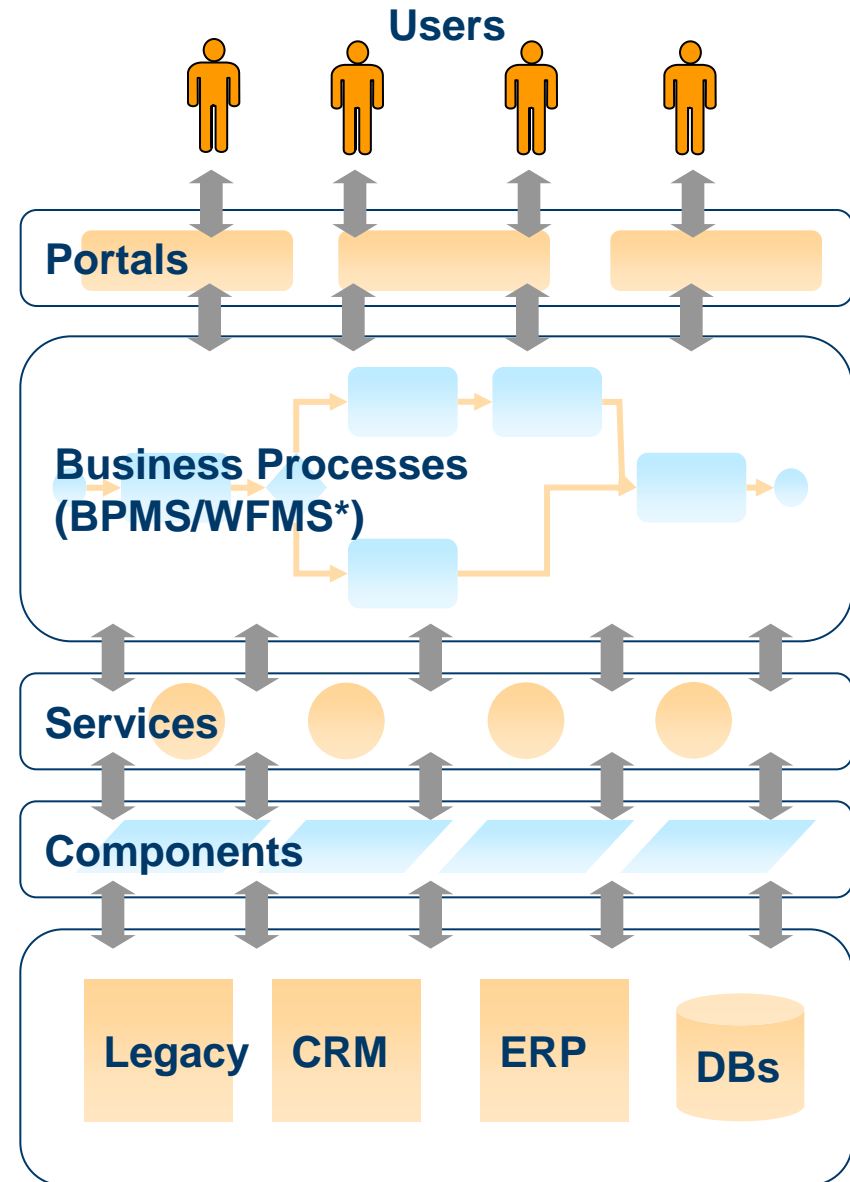 Users
Portals
Business Processes
(BPMS/WFMS*)
Services
Components
Legacy
CRM
ERP
DBs